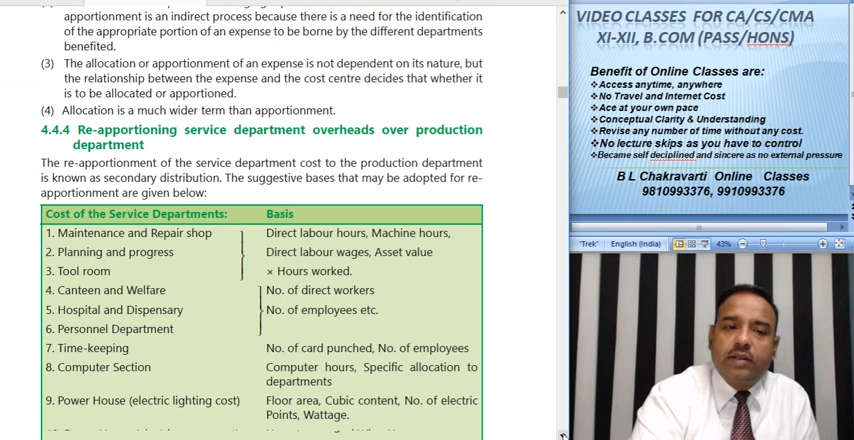 apportionment is an indirect process because there is a need for the identification
of the appropriate portion of an expense to be borne by the different departments
benefited.
(3) The allocation or apportionment of an expense is not dependent on its nature, but
the relationship between the expense and the cost centre decides that whether it
is to be allocated or apportioned.
(4) Allocation is a much wider term than apportionment.
4.4.4 Re-apportioning service department overheads over production
department
The re-apportionment of the service department cost to the production department
is known as secondary distribution. The suggestive bases that may be adopted for re-
apportionment are given below:
Cost of the Service Departments: Basis
1. Maintenance and Repair shop Direct labour hours, Machine hours,
2. Planning and progress Direct labour wages, Asset value
3. Tool room × Hours worked.
4. Canteen and Welfare No. of direct workers
5. Hospital and Dispensary No. of employees etc.
6. Personnel Department
7. Time-keeping No. of card punched, No. of employees
8. Computer Section Computer hours, Specific allocation to
departments
9. Power House (electric lighting cost) Floor area, Cubic content, No. of electric
Points, Wattage.
VIDEO CLASSES FOR CA/CS/CMA
XI-XII, B.COM (PASS/HONS)
Benefit of Online Classes are:
Access anytime, anywhere
No Travel and Internet Cost
Ace at your own pace
Conceptual Clarity & Understanding
Revise any number of time without any cost.
No lecture skips as you have to control
Became self deciplined and sincere as no external pressure
B L Chakravarti Online Classes
9810993376, 9910993376
"Trek" English (India) 43%